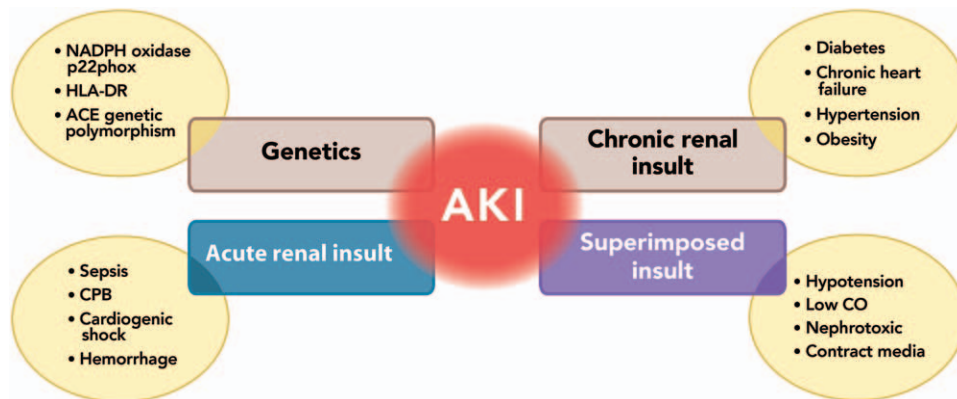 • NADPH oxidase
p22phox
• HLA-DR
• ACE genetic
polymorphism
Genetics
• Diabetes
• Chronic heart
failure
• Hypertension
• Obesity
Chronic renal
insult
AKI
Acute renal insult
• Sepsis
• CPB
• Cardiogenic
shock
• Hemorrhage
Superimposed
insult
• Hypotension
• Low CO
• Nephrotoxic
• Contract media